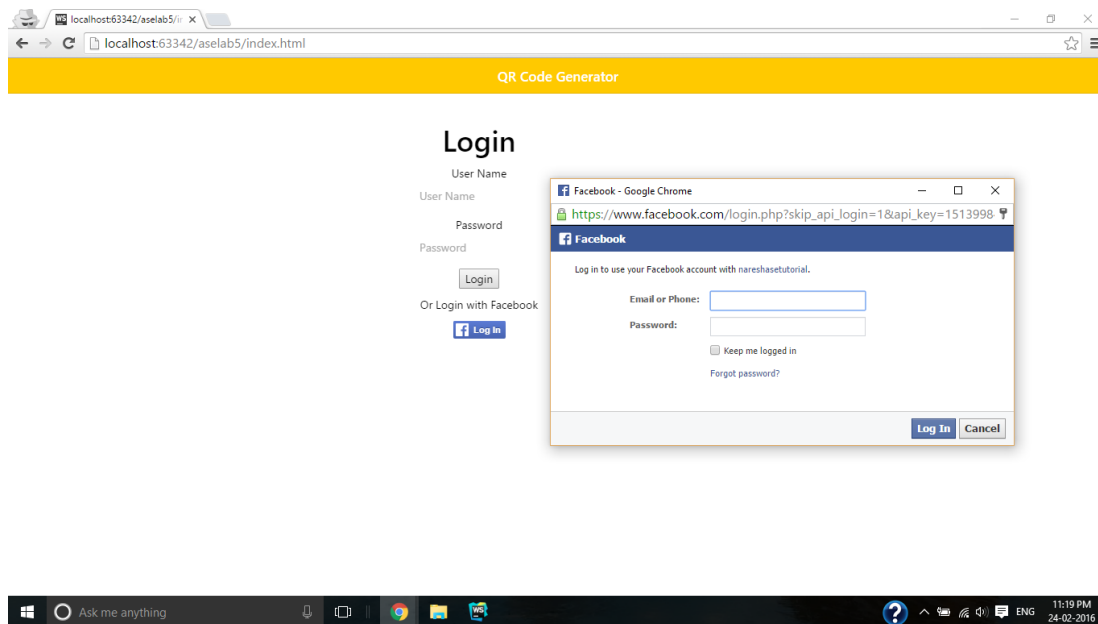 WS localhost:63342/aselab5/ir
localhost:63342/aselab5/index.html
QR Code Generator
Login
User Name
User Name
Password
Password
Login
Or Login with Facebook
f Log In
f Facebook - Google Chrome
https://www.facebook.com/login.php?skip_api_login=1&api_key=1513998
f Facebook
Log in to use your Facebook account with nareshasetutorial.
Email or Phone:
Password:
Keep me logged in
Forgot password?
Log In Cancel
Ask me anything
WS
? ENG 11:19 PM
24-02-2016